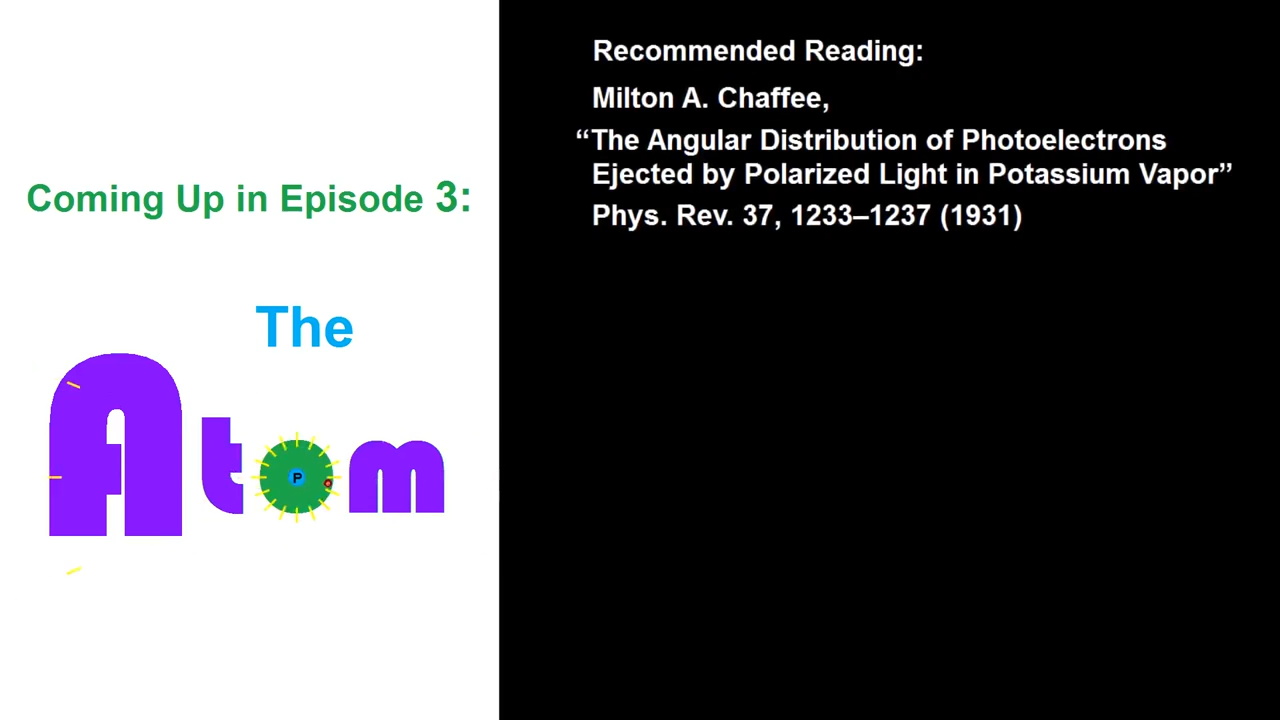 Coming Up in Episode 3:
The
Atom
P
Recommended Reading:
Milton A. Chaffee,
“The Angular Distribution of Photoelectrons
Ejected by Polarized Light in Potassium Vapor”
Phys. Rev. 37, 1233–1237 (1931)